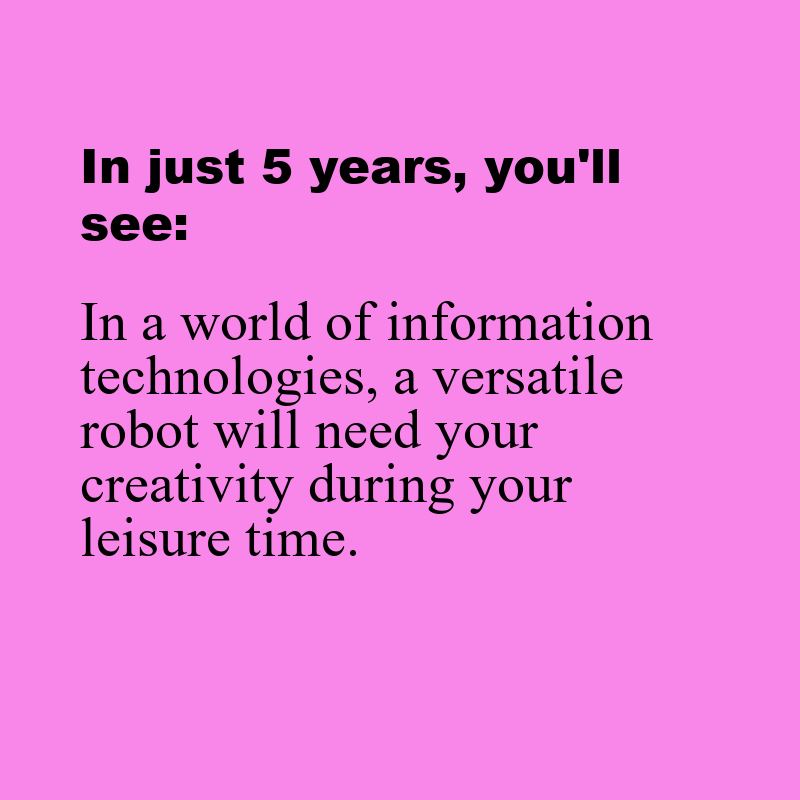 In just 5 years, you'll
see:
In a world of information
technologies, a versatile
robot will need your
creativity during your
leisure time.